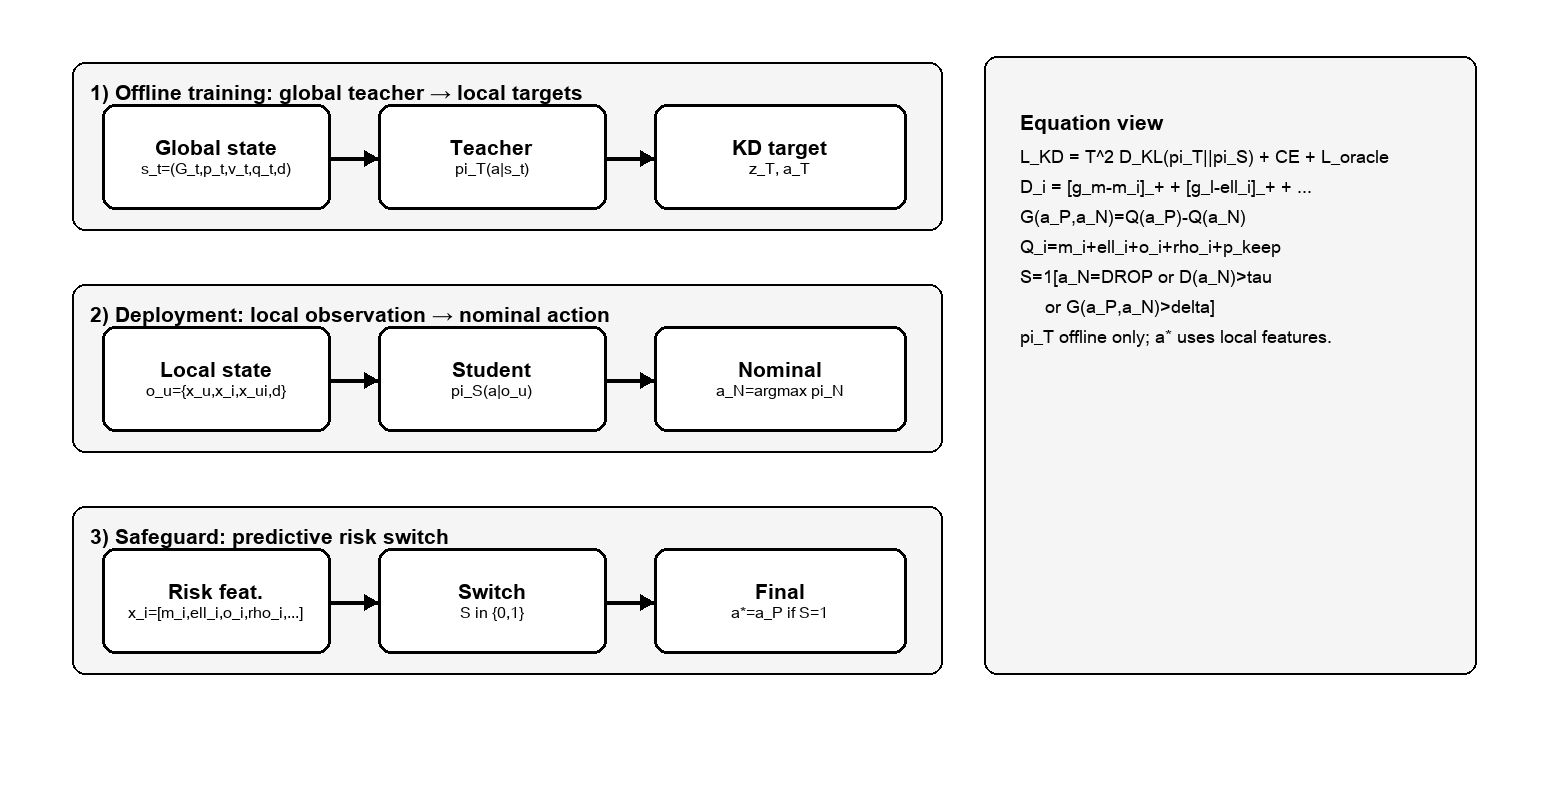 1) Offline training: global teacher → local targets
Global state
s_t=(G_t,p_t,v_t,q_t,d)
Teacher
pi_T(a|s_t)
KD target
z_T, a_T
2) Deployment: local observation → nominal action
Local state
o_u={x_u,x_i,x_ui,d}
Student
pi_S(a|o_u)
Nominal
a_N=argmax pi_N
3) Safeguard: predictive risk switch
Risk feat.
x_i=[m_i,ell_i,o_i,rho_i,...]
Switch
S in {0,1}
Final
a*=a_P if S=1
Equation view
L_KD = T^2 D_KL(pi_T||pi_S) + CE + L_oracle
D_i = [g_m-m_i]_+ + [g_l-ell_i]_+ + ...
G(a_P,a_N)=Q(a_P)-Q(a_N)
Q_i=m_i+ell_i+o_i+rho_i+p_keep
S=1[a_N=DROP or D(a_N)>tau
or G(a_P,a_N)>delta]
pi_T offline only; a* uses local features.